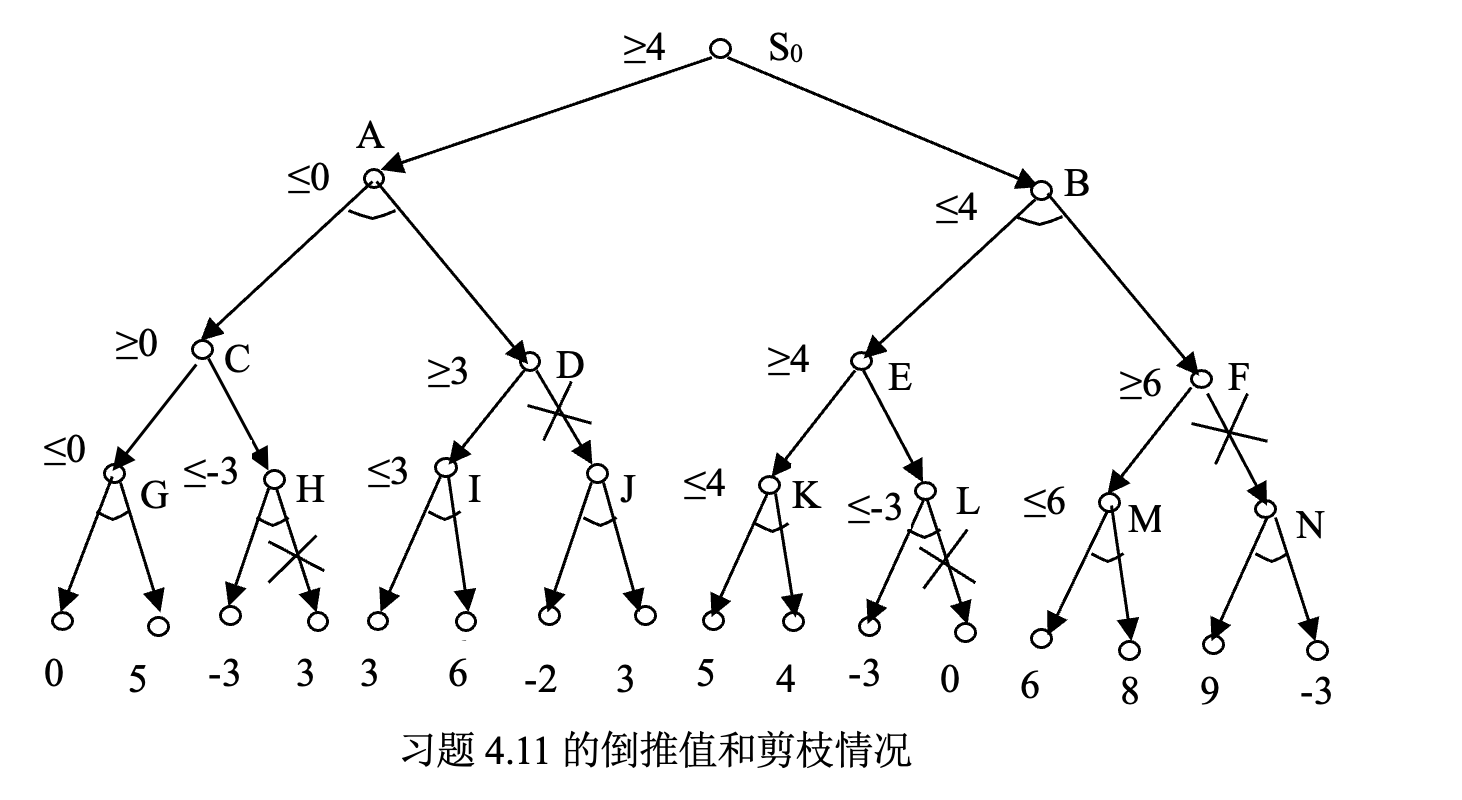 ≥4 S₀
A
≤0 B
≤4
≥0 C ≥3 D ≥4 E ≥6 F
≤0 G ≤-3 H ≤3 I J ≤4 K ≤-3 L ≤6 M N
0 5 -3 3 3 6 -2 3 5 4 -3 0 6 8 9 -3
习题 4.11 的倒推值和剪枝情况